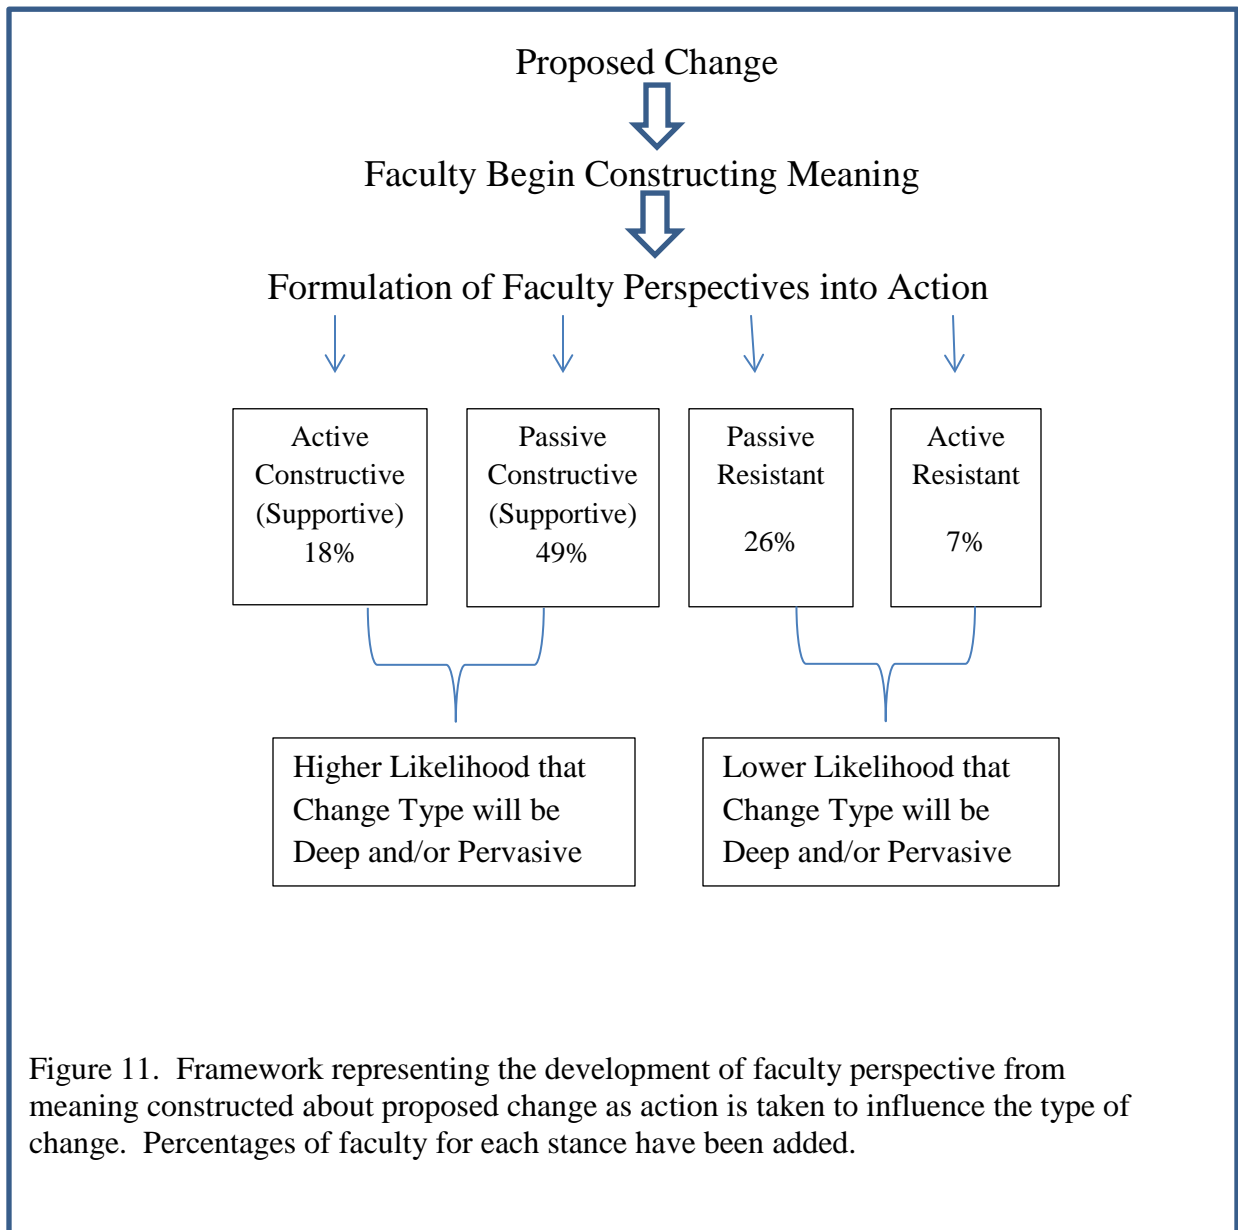 Proposed Change
Faculty Begin Constructing Meaning
Formulation of Faculty Perspectives into Action
Active
Constructive
(Supportive)
18%
Passive
Constructive
(Supportive)
49%
Passive
Resistant
26%
Active
Resistant
7%
Higher Likelihood that
Change Type will be
Deep and/or Pervasive
Lower Likelihood that
Change Type will be
Deep and/or Pervasive
Figure 11.  Framework representing the development of faculty perspective from
meaning constructed about proposed change as action is taken to influence the type of
change.  Percentages of faculty for each stance have been added.